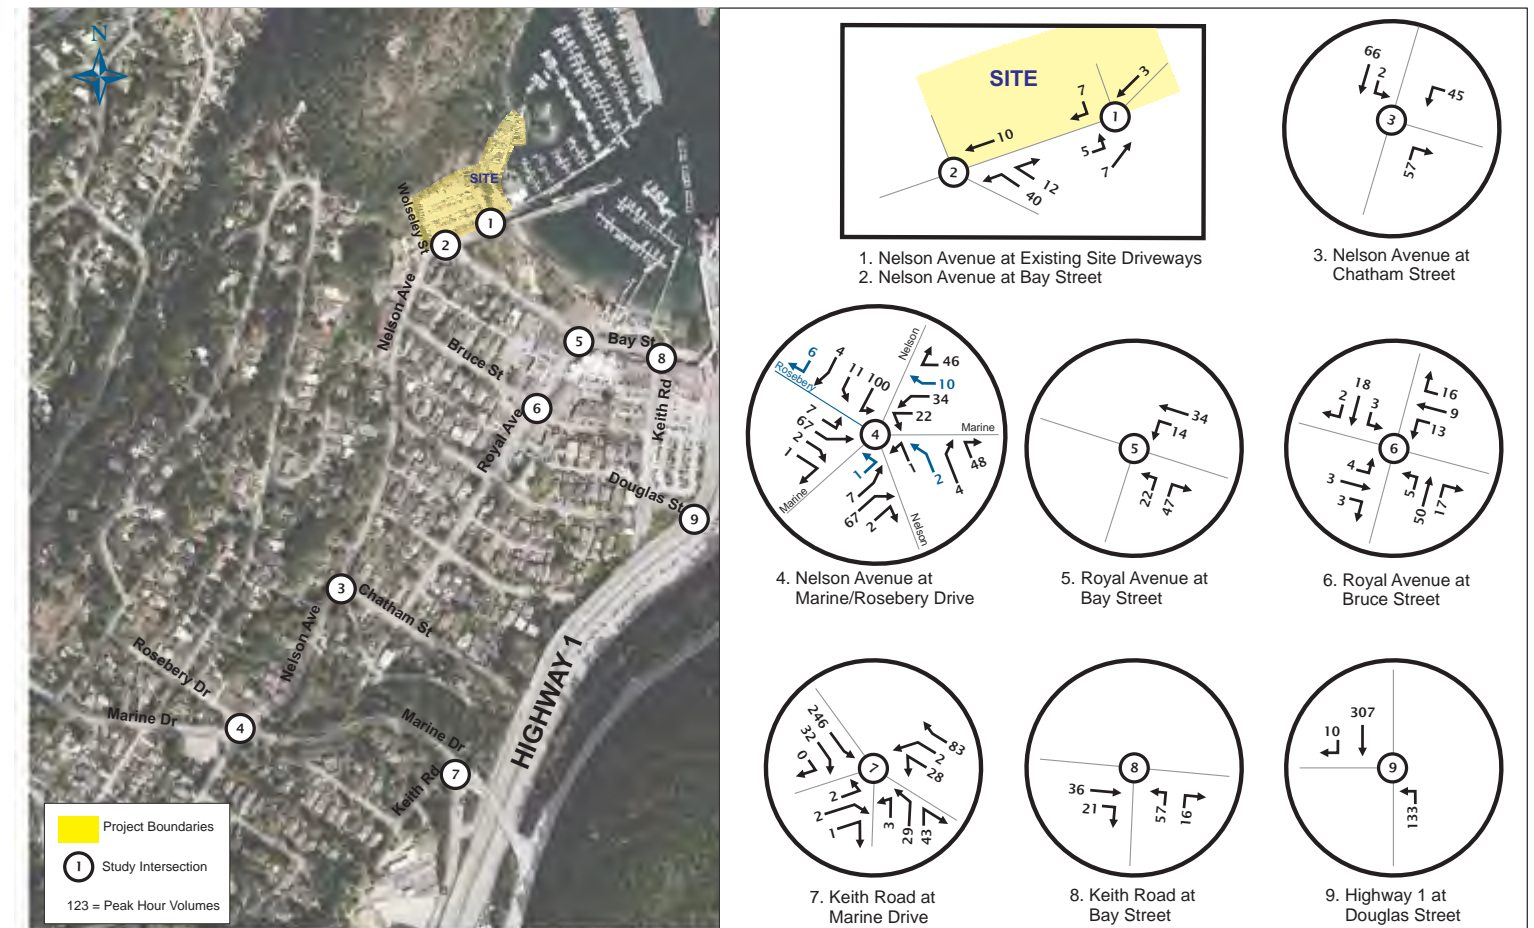 N
SITE
Wolseley St
1
2
Nelson Ave
Bay St
5
8
Bruce St
Keith Rd
6
Royal Ave
Douglas St
9
3
Chatham St
Nelson Ave
Rosebery Dr
HIGHWAY 1
Marine Dr
4
Marine Dr
7
Keith Rd
Project Boundaries
1 Study Intersection
123 = Peak Hour Volumes
SITE
3
7
1
10
5
7
2
12
40
1. Nelson Avenue at Existing Site Driveways
2. Nelson Avenue at Bay Street
66
2
45
3
57
3. Nelson Avenue at
Chatham Street
Nelson
6
4
46
Rosebery
11
100
10
34
7
22
67
4
Marine
2
1
1
1
2
48
4
Marine
7
67
2
Nelson
4. Nelson Avenue at
Marine/Rosebery Drive
34
14
5
22
47
5. Royal Avenue at
Bay Street
18
2
3
16
9
13
6
4
3
3
5
50
17
6. Royal Avenue at
Bruce Street
246
32
0
83
2
28
7
2
2
1
3
29
43
7. Keith Road at
Marine Drive
8
36
21
57
16
8. Keith Road at
Bay Street
307
10
9
133
9. Highway 1 at
Douglas Street